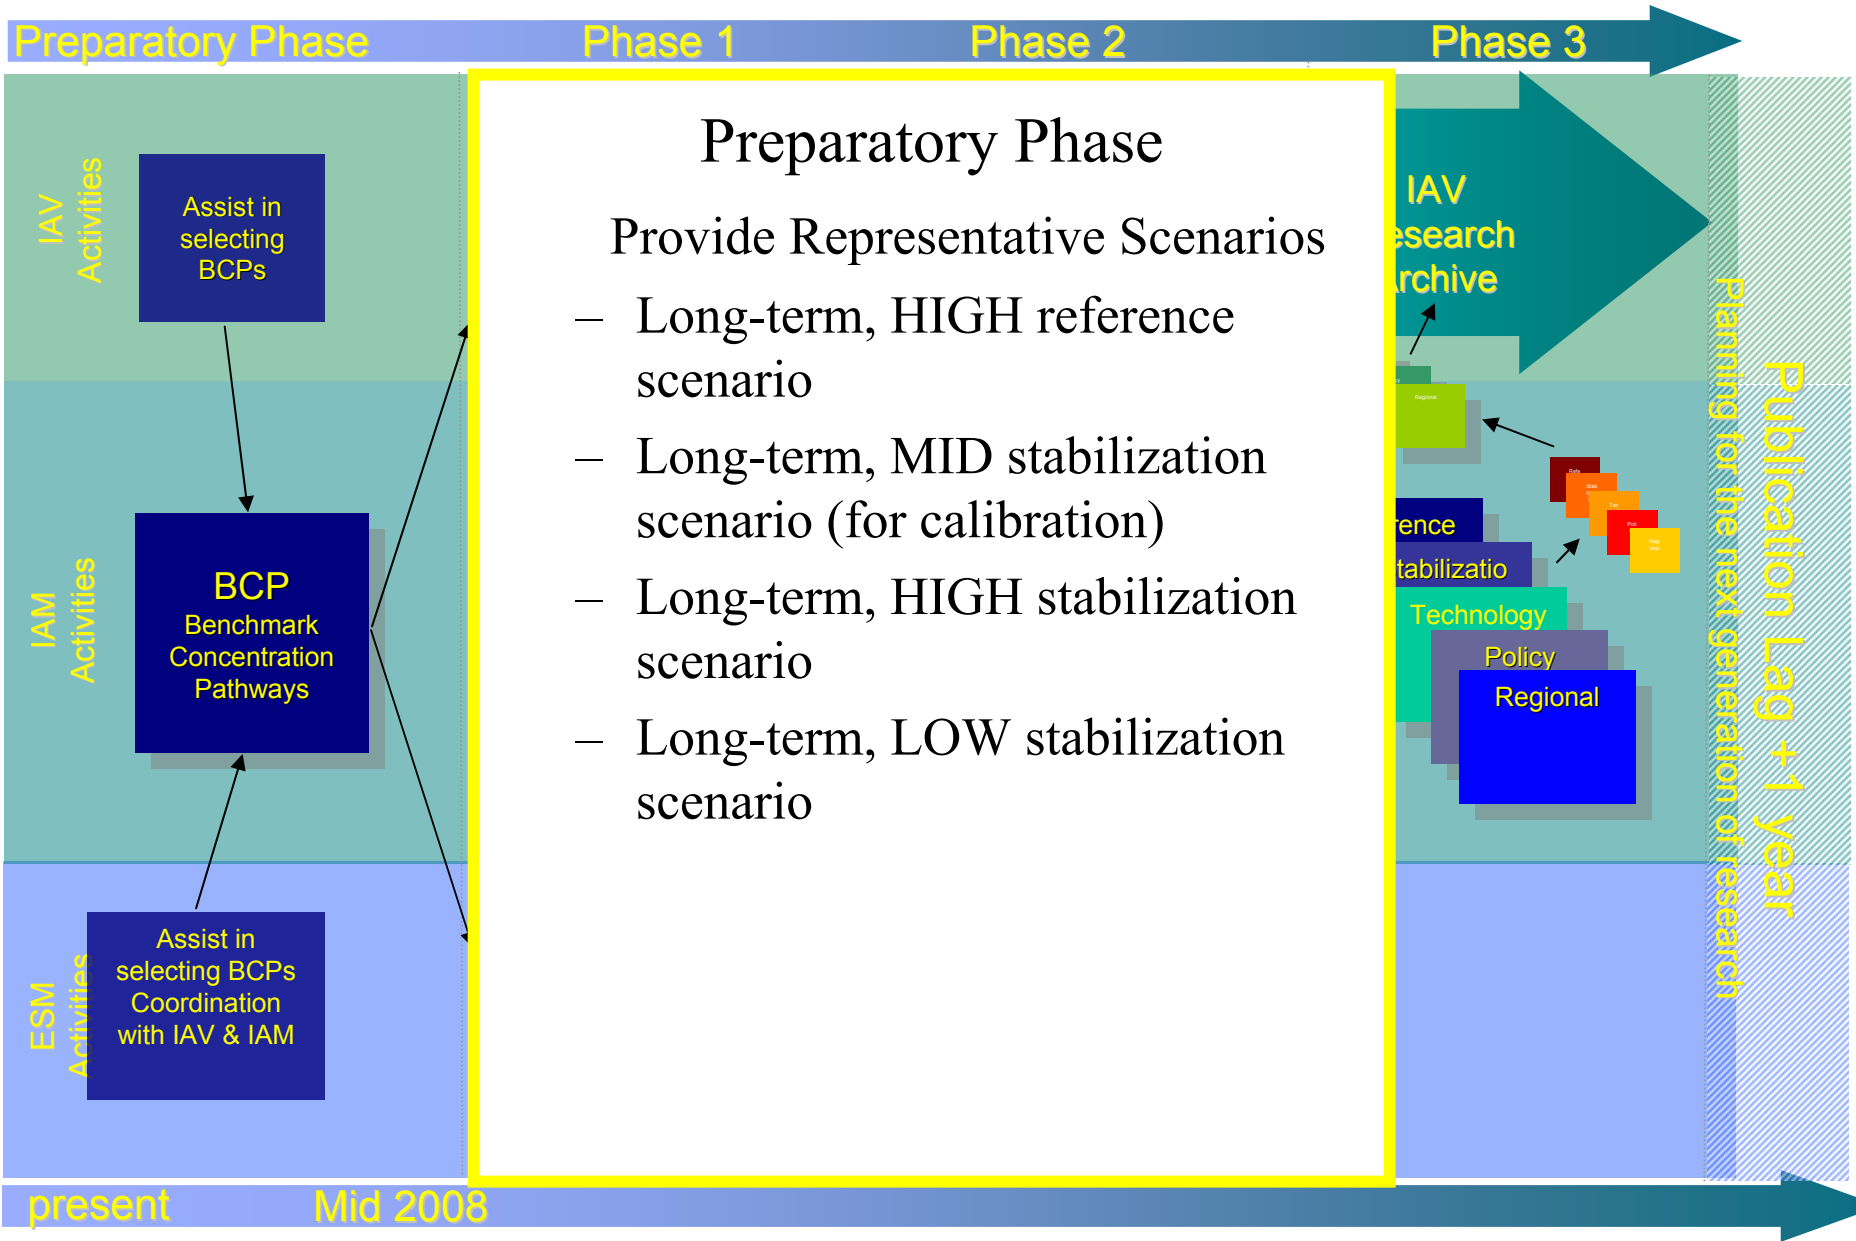 Preparatory Phase
Phase 1
Phase 2
Phase 3
IAV
Activities
Assist in
selecting
BCPs
IAM
Activities
BCP
Benchmark
Concentration
Pathways
ESM
Activities
Assist in
selecting BCPs
Coordination
with IAV & IAM
Preparatory Phase
Provide Representative Scenarios
– Long-term, HIGH reference
scenario
– Long-term, MID stabilization
scenario (for calibration)
– Long-term, HIGH stabilization
scenario
– Long-term, LOW stabilization
scenario
IAV
esearch
rchive
Regional
rence
tabilizatio
Technology
Policy
Regional
Planning for the next generation of research
Publication Lag +1 year
present
Mid 2008